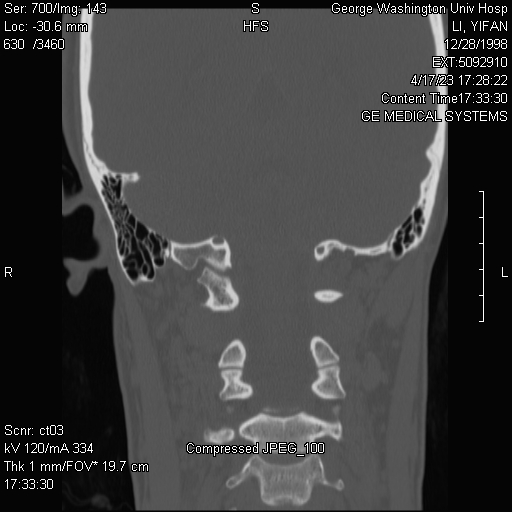 Ser: 700/Img: 143
S
George Washington Univ Hosp
Loc: -30.6 mm
HFS
LI, YIFAN
630 /3460
12/28/1998
EXT:5092910
4/17/23 17:28:22
Content Time17:33:30
GE MEDICAL SYSTEMS
R
L
Scnr: ct03
kV 120/mA 334
Compressed JPEG_100
Thk 1 mm/FOV* 19.7 cm
17:33:30